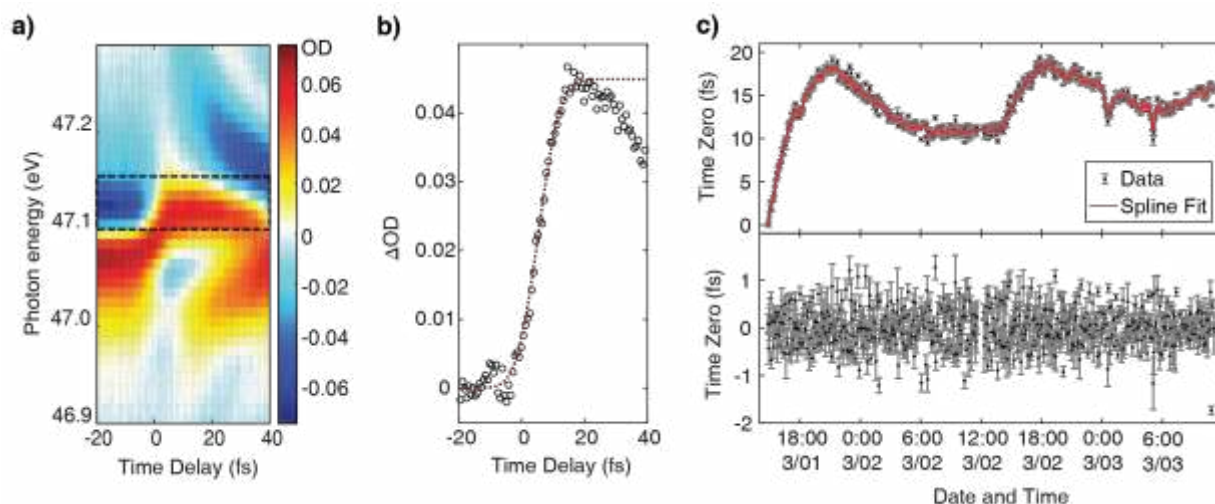 a)
OD
0.06
0.04
0.02
0
-0.02
-0.04
-0.06
47.2
47.1
47.0
46.9
Photon energy (eV)
-20 0 20 40
Time Delay (fs)
b)
0.04
0.03
0.02
0.01
0
ΔOD
-20 0 20 40
Time Delay (fs)
c)
20
15
10
5
0
Time Zero (fs)
Data
Spline Fit
1
0
-1
-2
Time Zero (fs)
18:00 0:00 6:00 12:00 18:00 0:00 6:00
3/01 3/02 3/02 3/02 3/02 3/03 3/03
Date and Time